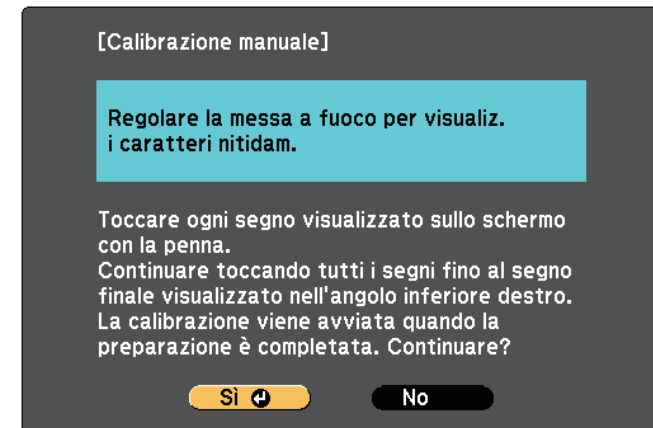 [Calibrazione manuale]
Regolare la messa a fuoco per visualiz.
i caratteri nitidam.
Toccare ogni segno visualizzato sullo schermo
con la penna.
Continuare toccando tutti i segni fino al segno
finale visualizzato nell'angolo inferiore destro.
La calibrazione viene avviata quando la
preparazione è completata. Continuare?
Sì No